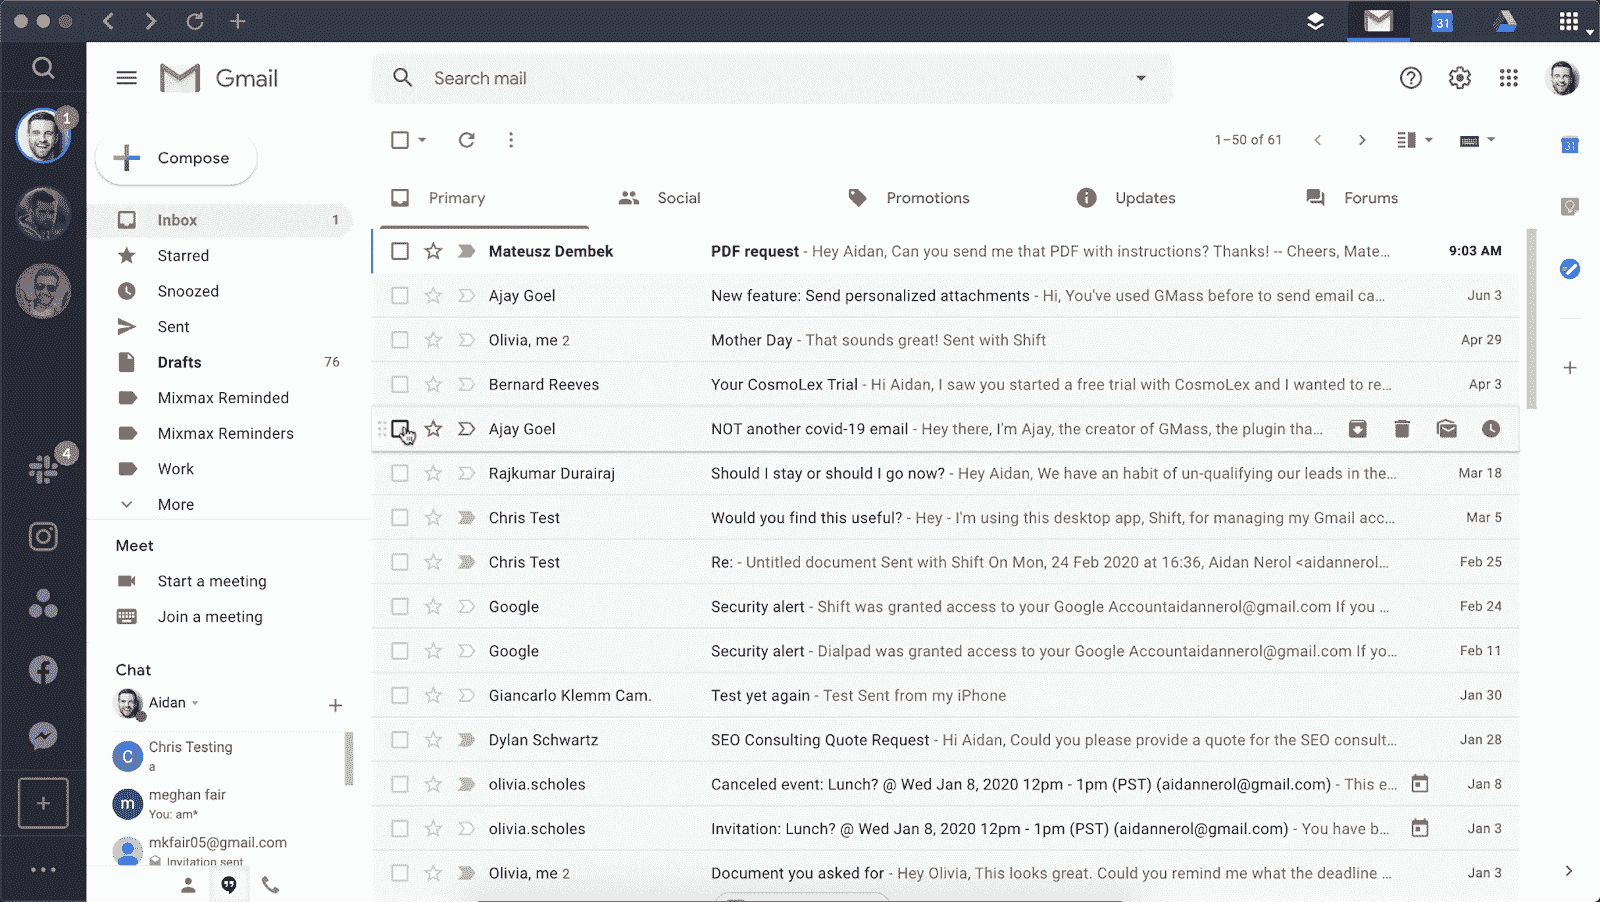 31
Gmail
Search mail
1
Compose
1–50 of 61
31
Primary
Social
Promotions
Updates
Forums
Inbox 1
Starred
Snoozed
Sent
Drafts 76
Mixmax Reminded
Mixmax Reminders
Work
More
4
Meet
Start a meeting
Join a meeting
Chat
Aidan
C
Chris Testing
a
m
meghan fair
You: am*
mkfair05@gmail.com
Invitation sent
Mateusz Dembek PDF request - Hey Aidan, Can you send me that PDF with instructions? Thanks! -- Cheers, Mate... 9:03 AM
Ajay Goel New feature: Send personalized attachments - Hi, You've used GMass before to send email ca... Jun 3
Olivia, me 2 Mother Day - That sounds great! Sent with Shift Apr 29
Bernard Reeves Your CosmoLex Trial - Hi Aidan, I saw you started a free trial with CosmoLex and I wanted to re... Apr 3
Ajay Goel NOT another covid-19 email - Hey there, I'm Ajay, the creator of GMass, the plugin tha...
Rajkumar Durairaj Should I stay or should I go now? - Hey Aidan, We have an habit of un-qualifying our leads in the... Mar 18
Chris Test Would you find this useful? - Hey - I'm using this desktop app, Shift, for managing my Gmail acc... Mar 5
Chris Test Re: - Untitled document Sent with Shift On Mon, 24 Feb 2020 at 16:36, Aidan Nerol <aidannerol... Feb 25
Google Security alert - Shift was granted access to your Google Accountaidannerol@gmail.com If you ... Feb 24
Google Security alert - Dialpad was granted access to your Google Accountaidannerol@gmail.com If yo... Feb 11
Giancarlo Klemm Cam. Test yet again - Test Sent from my iPhone Jan 30
Dylan Schwartz SEO Consulting Quote Request - Hi Aidan, Could you please provide a quote for the SEO consult... Jan 28
olivia.scholes Canceled event: Lunch? @ Wed Jan 8, 2020 12pm - 1pm (PST) (aidannerol@gmail.com) - This e... Jan 8
olivia.scholes Invitation: Lunch? @ Wed Jan 8, 2020 12pm - 1pm (PST) (aidannerol@gmail.com) - You have b... Jan 3
Olivia, me 2 Document you asked for - Hey Olivia, This looks great. Could you remind me what the deadline ... Jan 3